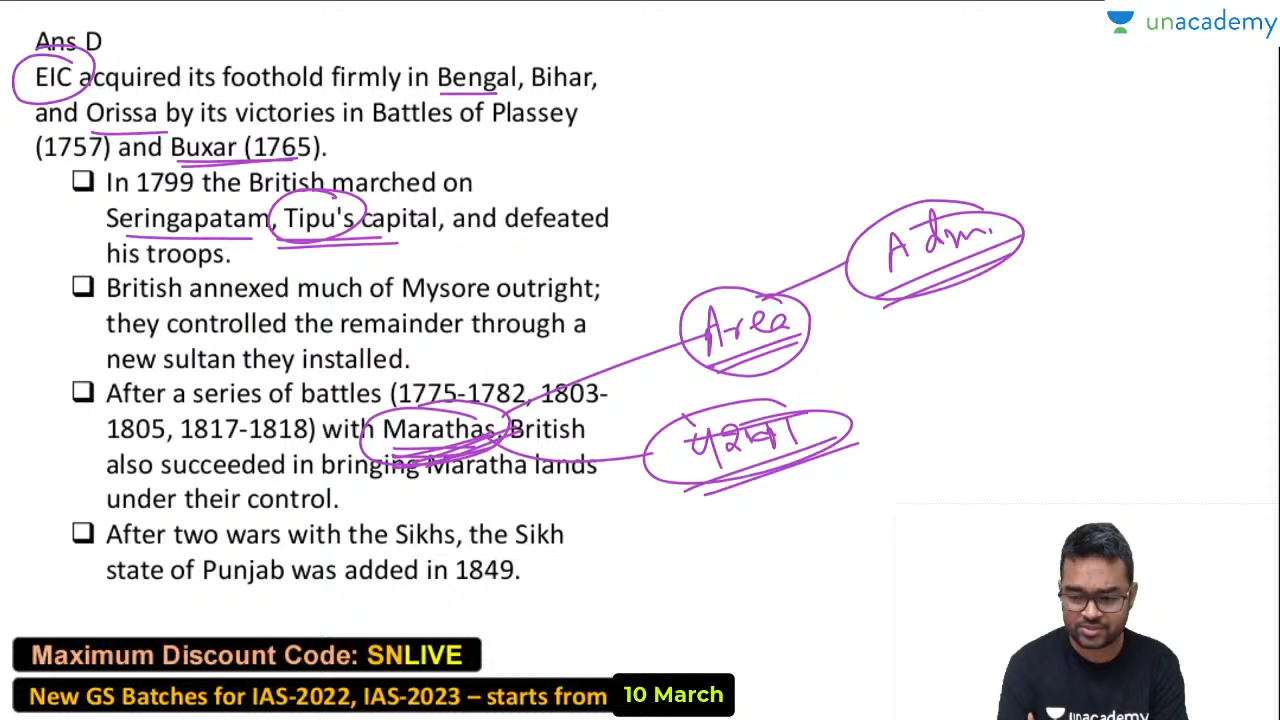 unacademy
Ans D
EIC acquired its foothold firmly in Bengal, Bihar,
and Orissa by its victories in Battles of Plassey
(1757) and Buxar (1765).
❑ In 1799 the British marched on
Seringapatam, Tipu's capital, and defeated
his troops.
❑ British annexed much of Mysore outright;
they controlled the remainder through a
new sultan they installed.
❑ After a series of battles (1775-1782, 1803-
1805, 1817-1818) with Marathas, British
also succeeded in bringing Maratha lands
under their control.
❑ After two wars with the Sikhs, the Sikh
state of Punjab was added in 1849.
Adm.
Area
Maximum Discount Code: SNLIVE
New GS Batches for IAS-2022, IAS-2023 – starts from 10 March
unacademy